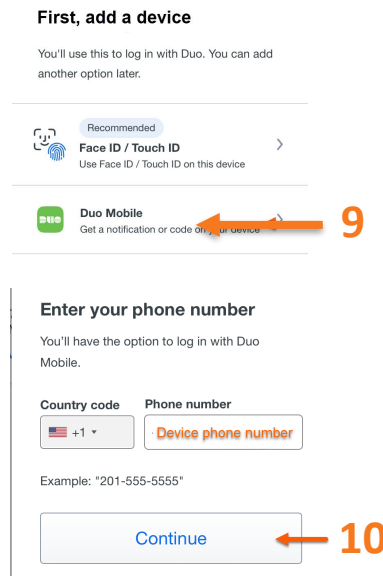 First, add a device
You'll use this to log in with Duo. You can add
another option later.
Recommended
Face ID / Touch ID
Use Face ID / Touch ID on this device
DUO
Duo Mobile
Get a notification or code on your device
9
Enter your phone number
You'll have the option to log in with Duo
Mobile.
Country code Phone number
+1 Device phone number
Example: "201-555-5555"
Continue
10